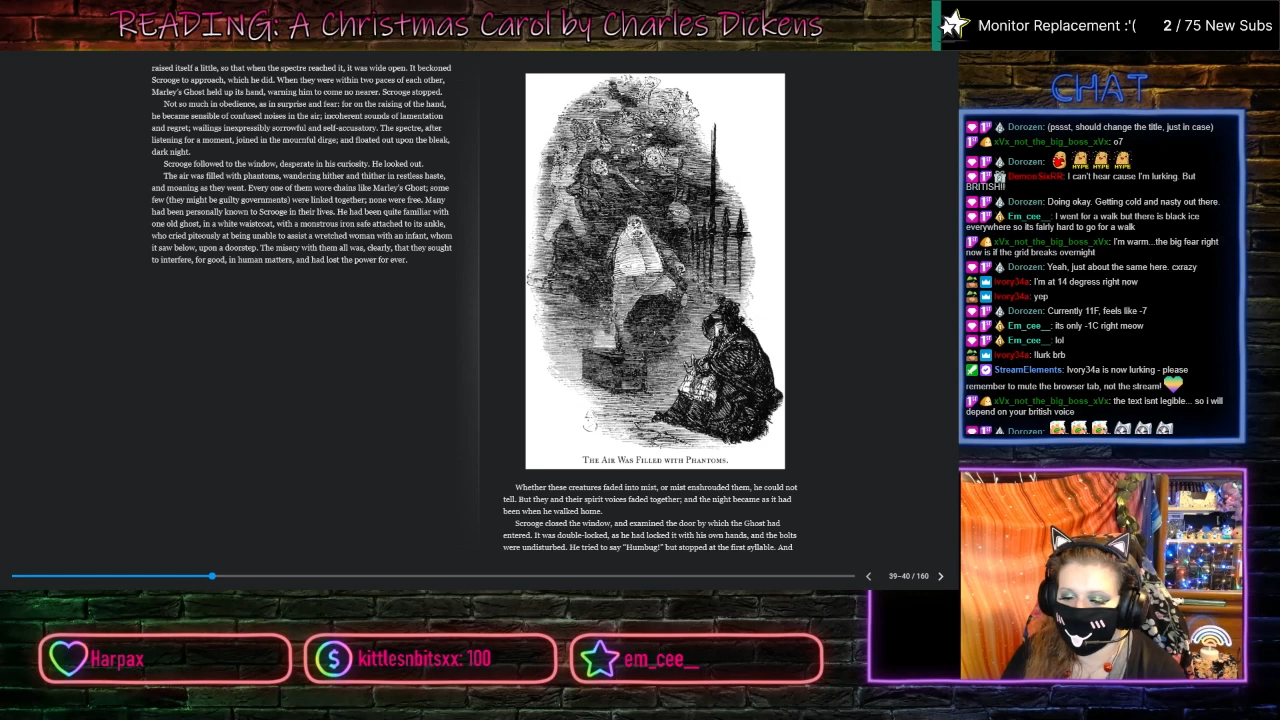 READING: A Christmas Carol by Charles Dickens
Monitor Replacement :'( 2 / 75 New Subs
raised itself a little, so that when the spectre reached it, it was wide open. It beckoned
Scrooge to approach, which he did. When they were within two paces of each other,
Marley's Ghost held up its hand, warning him to come no nearer. Scrooge stopped.
Not so much in obedience, as in surprise and fear: for on the raising of the hand,
he became sensible of confused noises in the air; incoherent sounds of lamentation
and regret; wailings inexpressibly sorrowful and self-accusatory. The spectre, after
listening for a moment, joined in the mournful dirge; and floated out upon the bleak,
dark night.
Scrooge followed to the window, desperate in his curiosity. He looked out.
The air was filled with phantoms, wandering hither and thither in restless haste,
and moaning as they went. Every one of them wore chains like Marley's Ghost; some
few (they might be guilty governments) were linked together; none were free. Many
had been personally known to Scrooge in their lives. He had been quite familiar with
one old ghost, in a white waistcoat, with a monstrous iron safe attached to its ankle,
who cried piteously at being unable to assist a wretched woman with an infant, whom
it saw below, upon a doorstep. The misery with them all was, clearly, that they sought
to interfere, for good, in human matters, and had lost the power for ever.
The Air Was Filled with Phantoms.
Whether these creatures faded into mist, or mist enshrouded them, he could not
tell. But they and their spirit voices faded together; and the night became as it had
been when he walked home.
Scrooge closed the window, and examined the door by which the Ghost had
entered. It was double-locked, as he had locked it with his own hands, and the bolts
were undisturbed. He tried to say "Humbug!" but stopped at the first syllable. And
39-40 / 160
CHAT
Dorozen: (pssst, should change the title, just in case)
xVx_not_the_big_boss_xVx: o7
Dorozen: HYPE HYPE HYPE
DemonSixRR: I can't hear cause I'm lurking. But
BRITISH!!
Dorozen: Doing okay. Getting cold and nasty out there.
Em_cee__: I went for a walk but there is black ice
everywhere so its fairly hard to go for a walk
xVx_not_the_big_boss_xVx: I'm warm...the big fear right
now is if the grid breaks overnight
Dorozen: Yeah, just about the same here. cxrazy
Ivory34a: I'm at 14 degress right now
Ivory34a: yep
Dorozen: Currently 11F, feels like -7
Em_cee__: its only -1C right meow
Em_cee__: lol
Ivory34a: !lurk brb
StreamElements: Ivory34a is now lurking - please
remember to mute the browser tab, not the stream!
xVx_not_the_big_boss_xVx: the text isnt legible... so i will
depend on your british voice
Dorozen:
Harpax
kittlesnbitsxx: 100
em_cee__